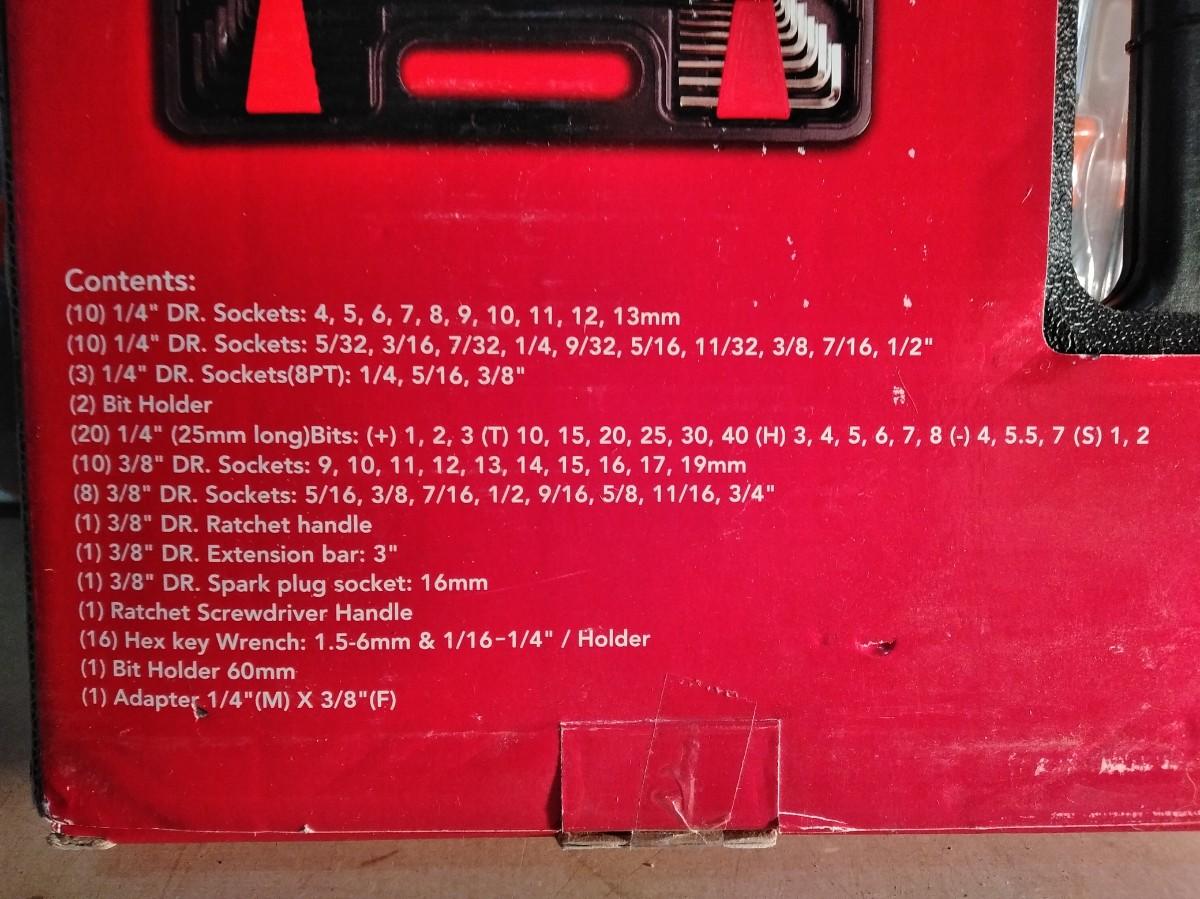 Contents:
(10) 1/4" DR. Sockets: 4, 5, 6, 7, 8, 9, 10, 11, 12, 13mm
(10) 1/4" DR. Sockets: 5/32, 3/16, 7/32, 1/4, 9/32, 5/16, 11/32, 3/8, 7/16, 1/2"
(3) 1/4" DR. Sockets(8PT): 1/4, 5/16, 3/8"
(2) Bit Holder
(20) 1/4" (25mm long)Bits: (+) 1, 2, 3 (T) 10, 15, 20, 25, 30, 40 (H) 3, 4, 5, 6, 7, 8 (-) 4, 5.5, 7 (S) 1, 2
(10) 3/8" DR. Sockets: 9, 10, 11, 12, 13, 14, 15, 16, 17, 19mm
(8) 3/8" DR. Sockets: 5/16, 3/8, 7/16, 1/2, 9/16, 5/8, 11/16, 3/4"
(1) 3/8" DR. Ratchet handle
(1) 3/8" DR. Extension bar: 3"
(1) 3/8" DR. Spark plug socket: 16mm
(1) Ratchet Screwdriver Handle
(16) Hex key Wrench: 1.5-6mm & 1/16-1/4" / Holder
(1) Bit Holder 60mm
(1) Adapter 1/4"(M) X 3/8"(F)